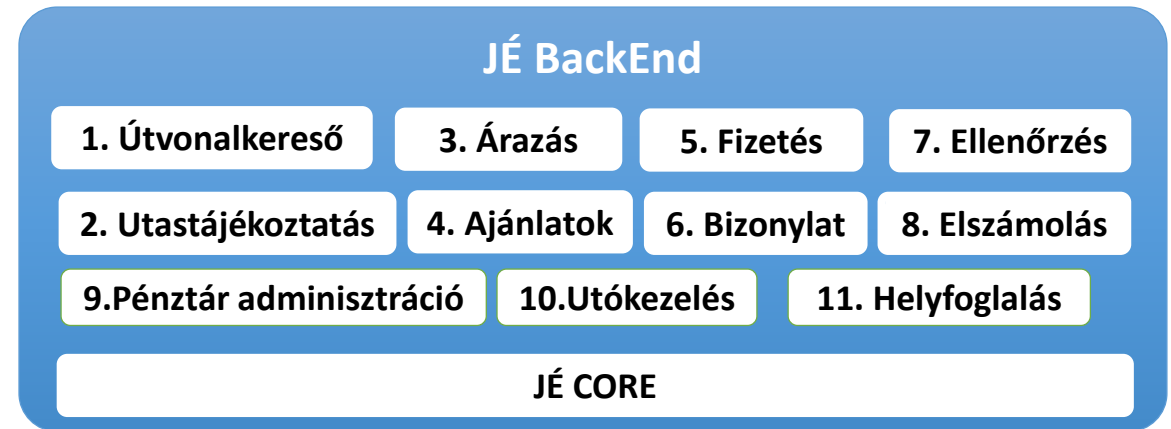 JÉ BackEnd
1. Útvonalkereső
3. Árazás
5. Fizetés
7. Ellenőrzés
2. Utastájékoztatás
4. Ajánlatok
6. Bizonylat
8. Elszámolás
9.Pénztár adminisztráció
10.Utókezelés
11. Helyfoglalás
JÉ CORE